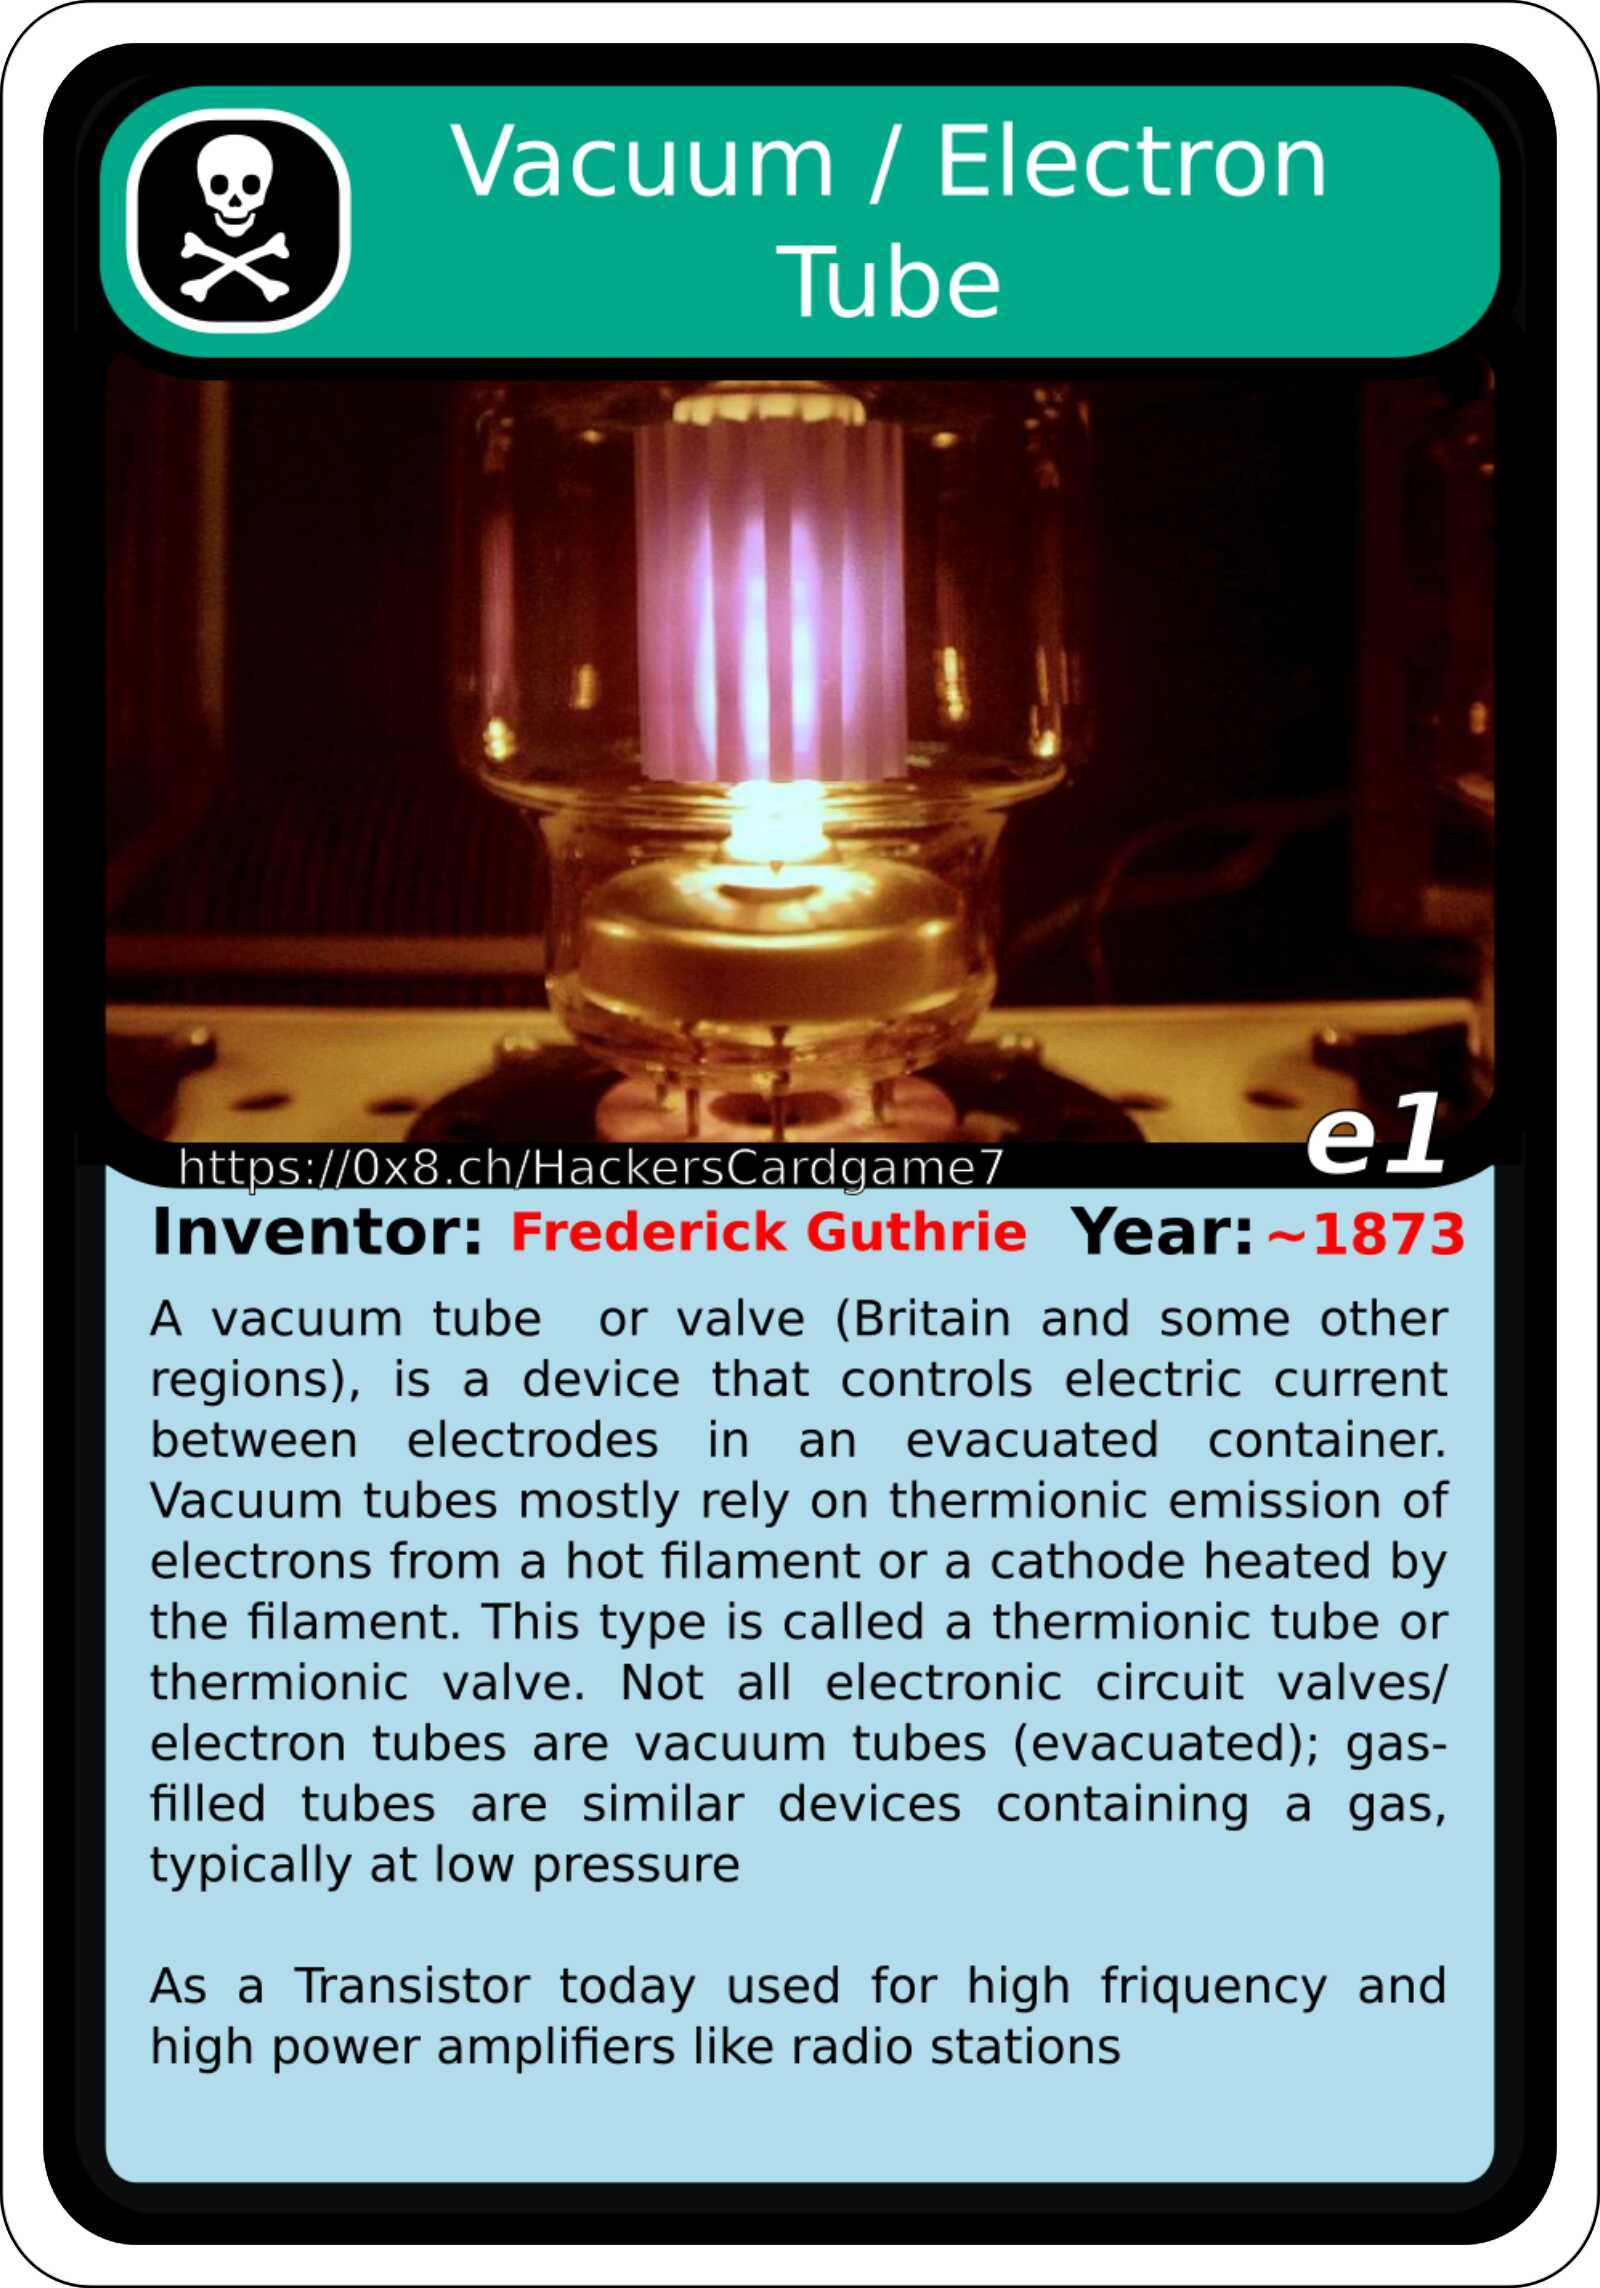 Vacuum / Electron
Tube
e1
https://0x8.ch/HackersCardgame7
Inventor: Frederick Guthrie Year: ~1873
A vacuum tube or valve (Britain and some other
regions), is a device that controls electric current
between electrodes in an evacuated container.
Vacuum tubes mostly rely on thermionic emission of
electrons from a hot filament or a cathode heated by
the filament. This type is called a thermionic tube or
thermionic valve. Not all electronic circuit valves/
electron tubes are vacuum tubes (evacuated); gas-
filled tubes are similar devices containing a gas,
typically at low pressure
As a Transistor today used for high friquency and
high power amplifiers like radio stations